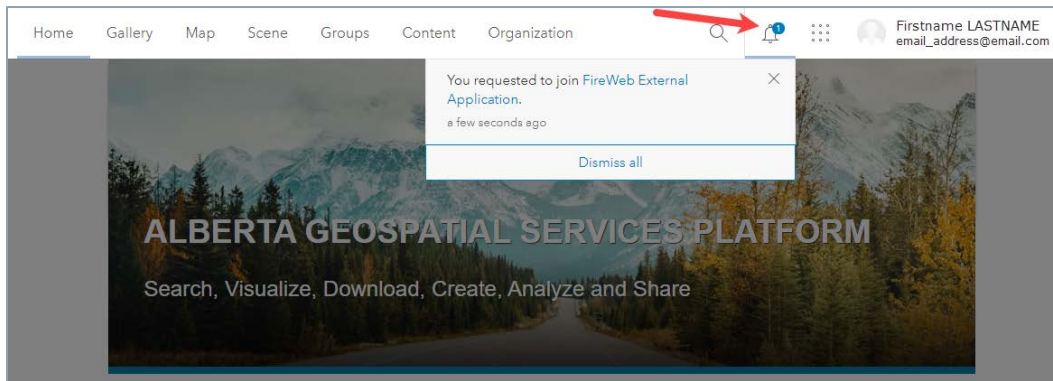 Home Gallery Map Scene Groups Content Organization 1 Firstname LASTNAME
email_address@email.com
You requested to join FireWeb External
Application.
a few seconds ago
Dismiss all
ALBERTA GEOSPATIAL SERVICES PLATFORM
Search, Visualize, Download, Create, Analyze and Share